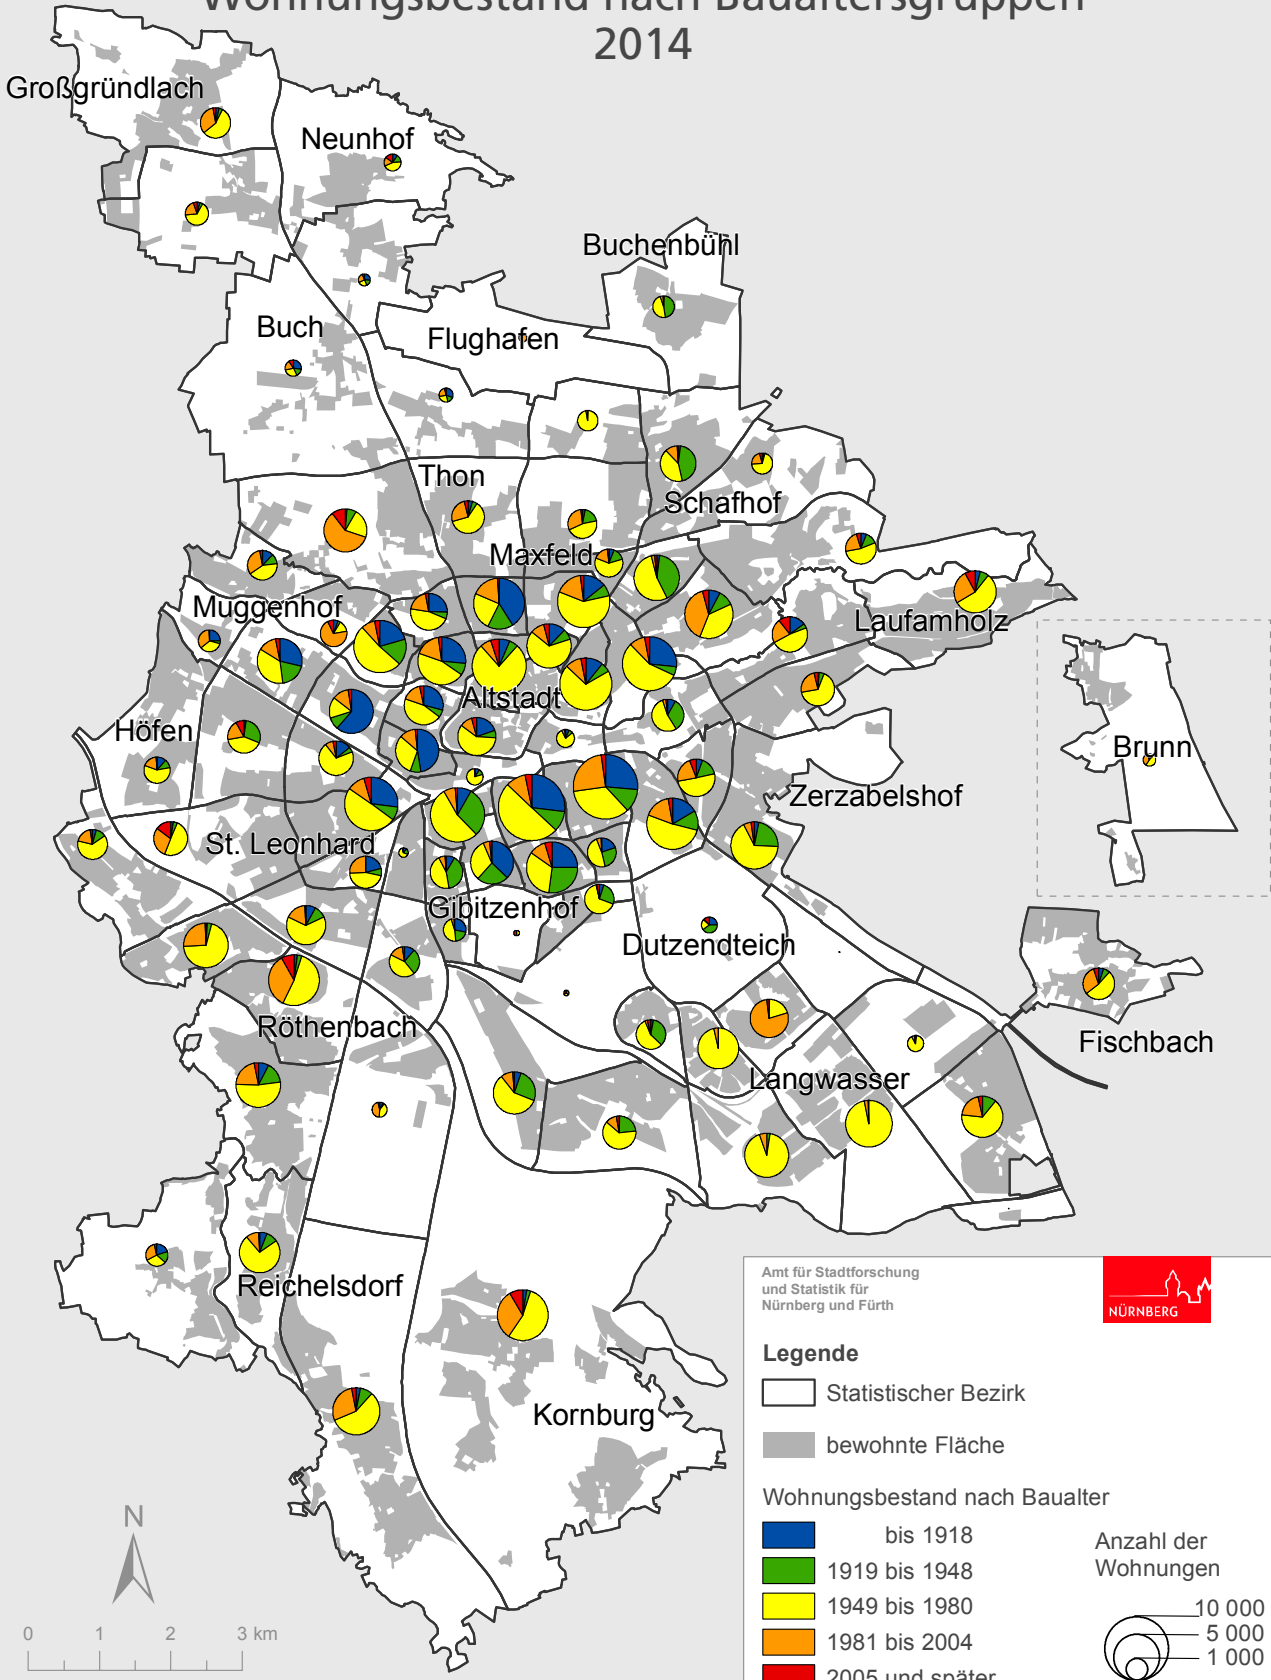 Wohnungsbestand nach Baualtersgruppen
2014
Großgründlach
Neunhof
Buchenbühl
Buch
Flughafen
Thon
Schafhof
Maxfeld
Muggenhof
Laufamholz
Altstadt
Höfen
Brunn
Zerzabelshof
St. Leonhard
Gibitzenhof
Dutzendteich
Röthenbach
Fischbach
Langwasser
Reichelsdorf
Kornburg
Amt für Stadtforschung
und Statistik für
Nürnberg und Fürth
NÜRNBERG
Legende
Statistischer Bezirk
bewohnte Fläche
Wohnungsbestand nach Baualter
bis 1918
1919 bis 1948
1949 bis 1980
1981 bis 2004
2005 und später
Anzahl der
Wohnungen
10 000
5 000
1 000
N
0 1 2 3 km